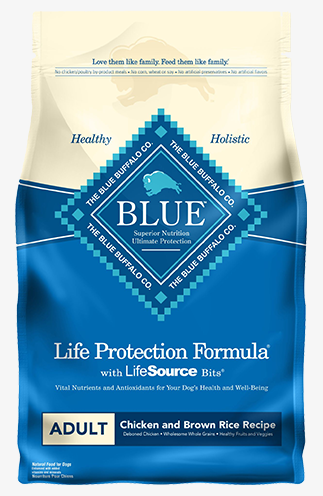 Love them like family. Feed them like family.®
No chicken/poultry by-product meals • No corn, wheat or soy • No artificial preservatives • No artificial flavors
Healthy Holistic
THE BLUE BUFFALO CO. THE BLUE BUFFALO CO.
BLUE™
Superior Nutrition
Ultimate Protection
THE BLUE BUFFALO CO. THE BLUE BUFFALO CO.
Life Protection Formula®
with LifeSource Bits®
Vital Nutrients and Antioxidants for Your Dog's Health and Well-Being
ADULT Chicken and Brown Rice Recipe
Deboned Chicken • Wholesome Whole Grains • Healthy Fruits and Veggies
Natural Food for Dogs